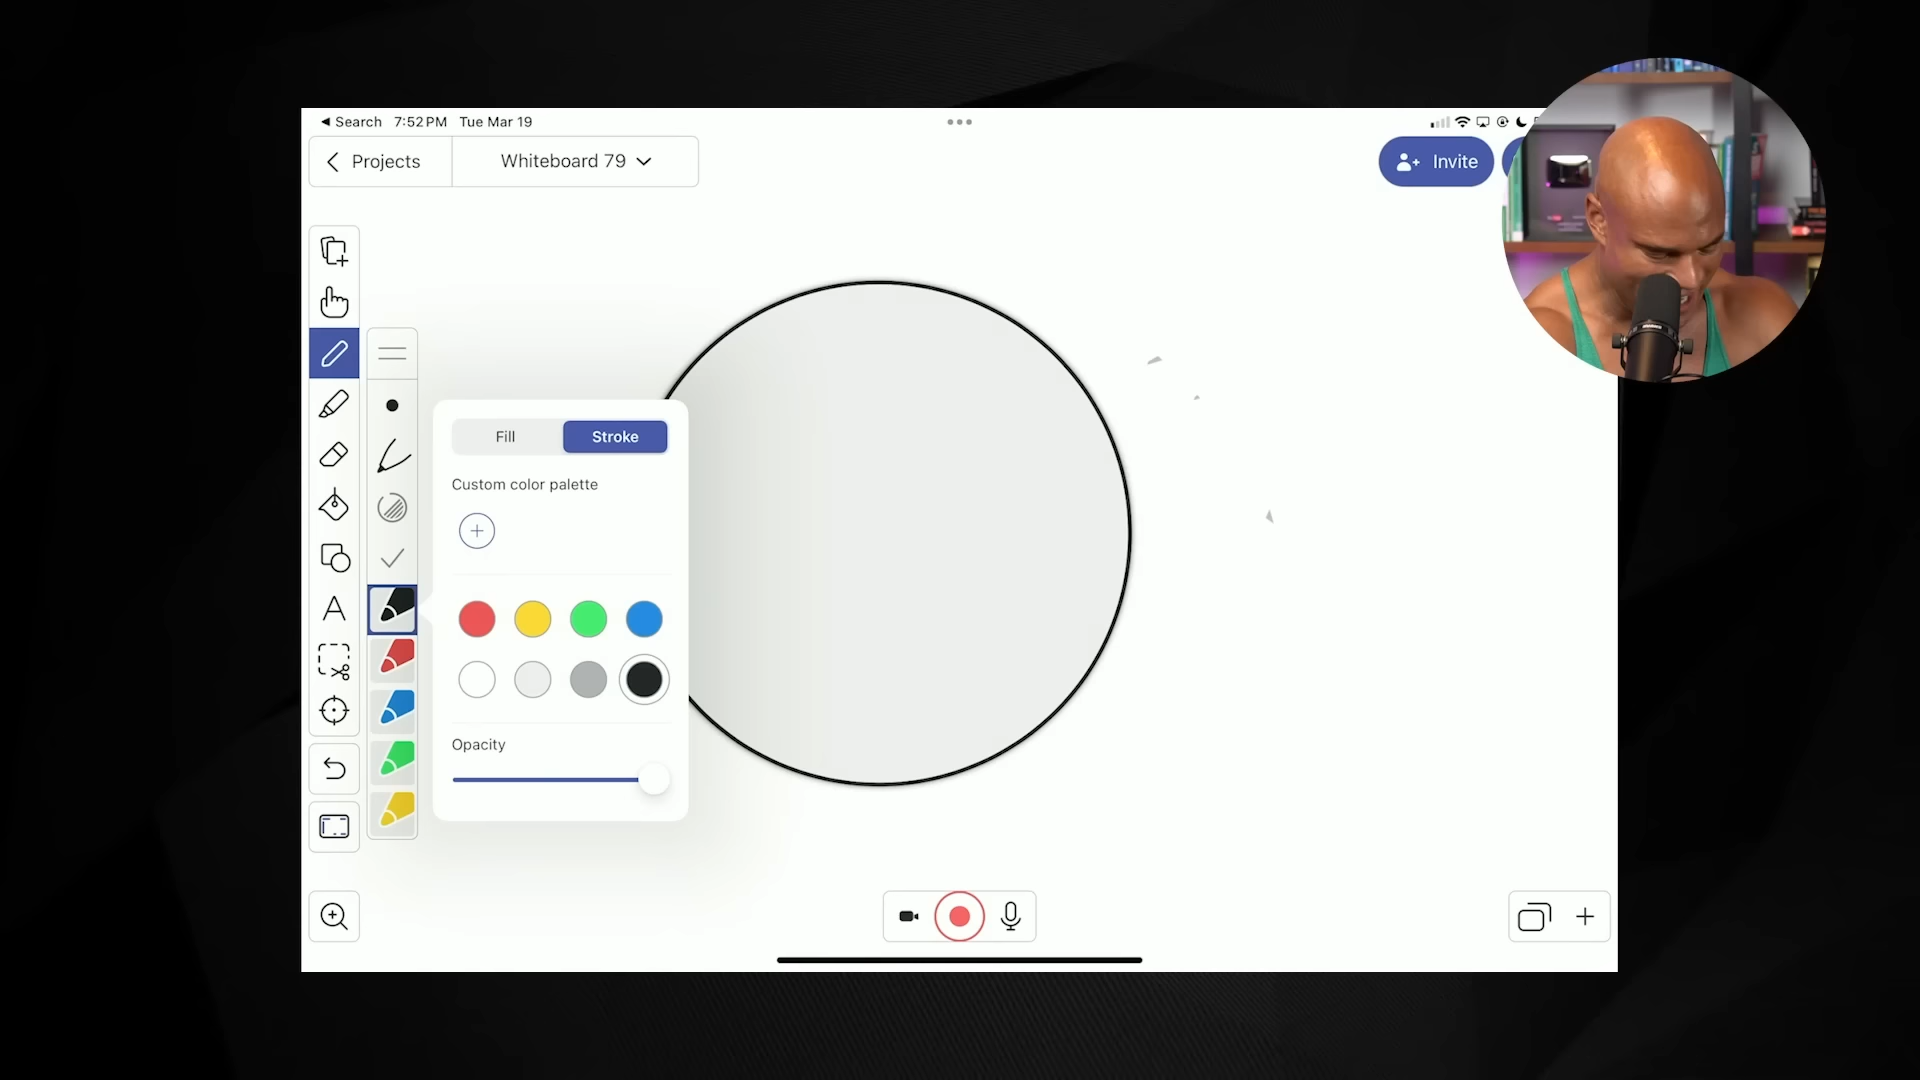 Search 7:52 PM Tue Mar 19
Projects
Whiteboard 79
Invite
Fill
Stroke
Custom color palette
A
Opacity